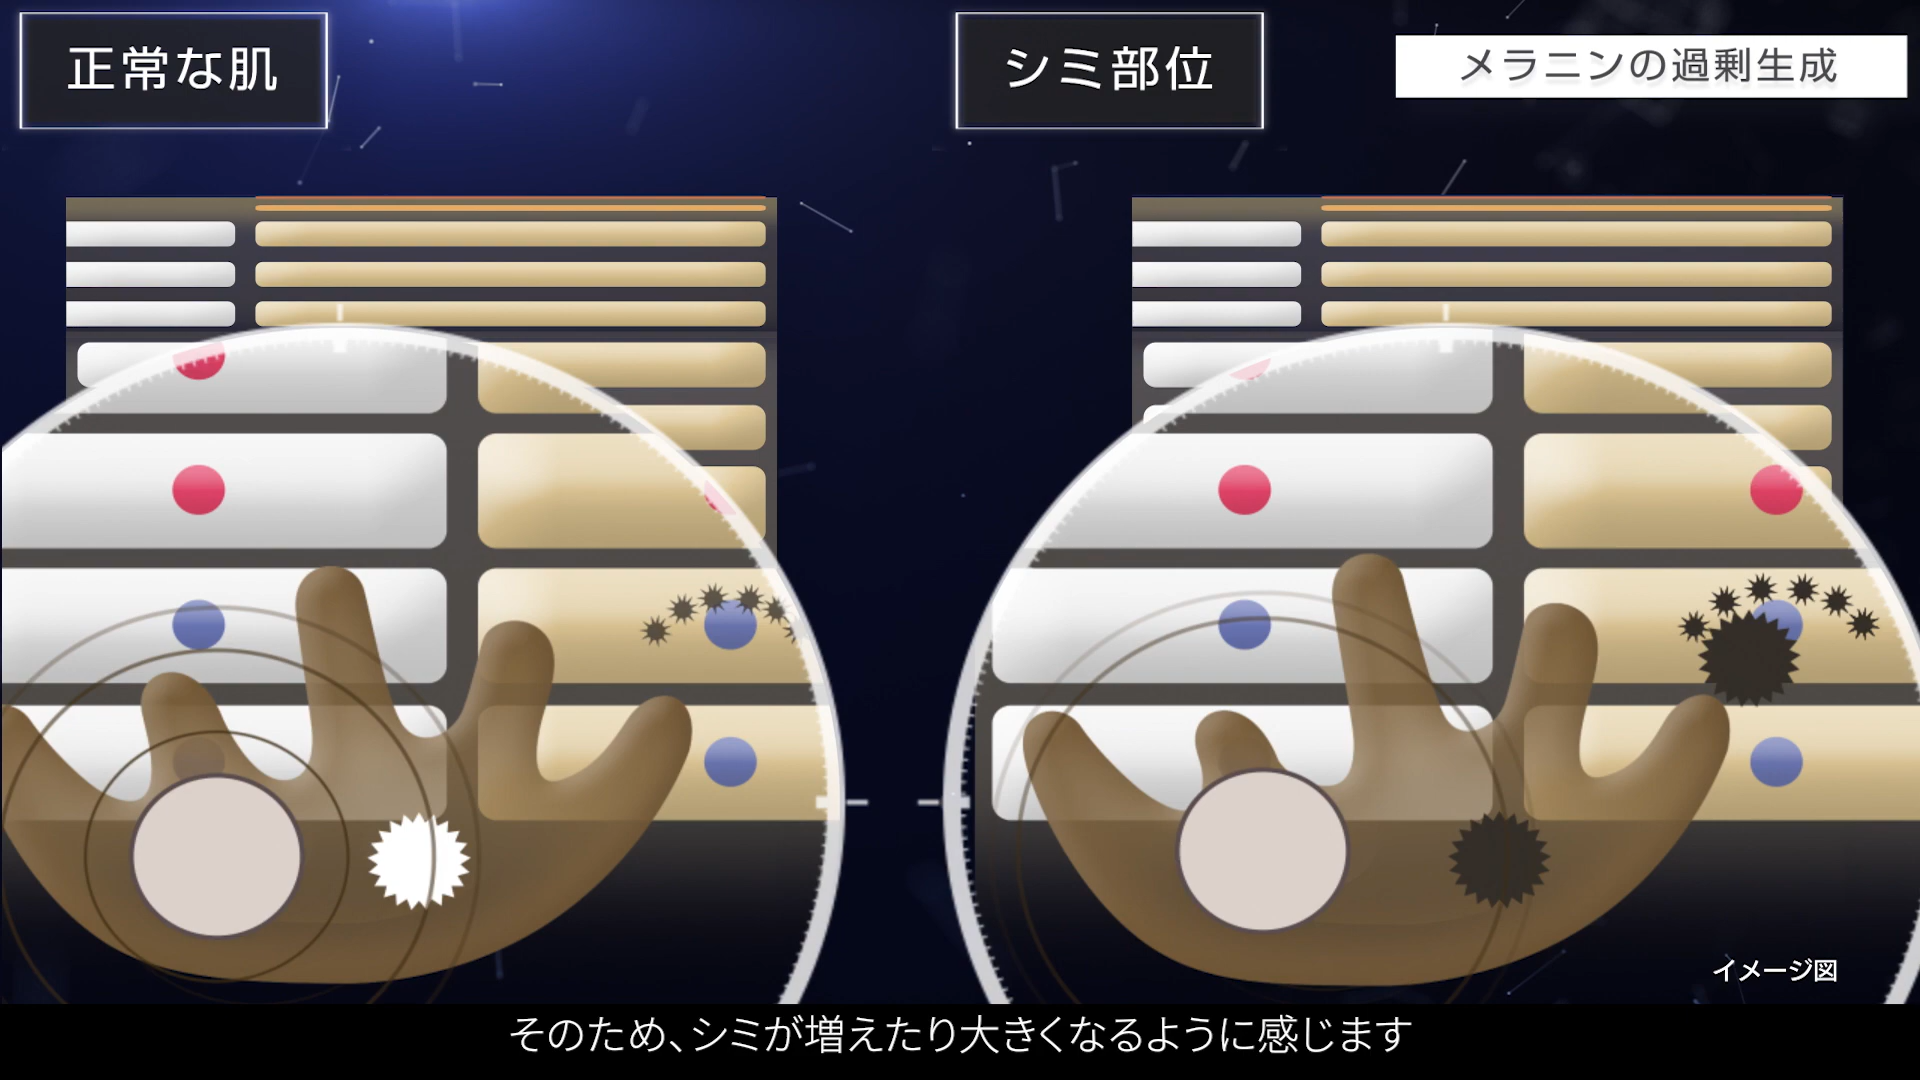 正常な肌
シミ部位
メラニンの過剰生成
イメージ図
そのため、シミが増えたり大きくなるように感じます